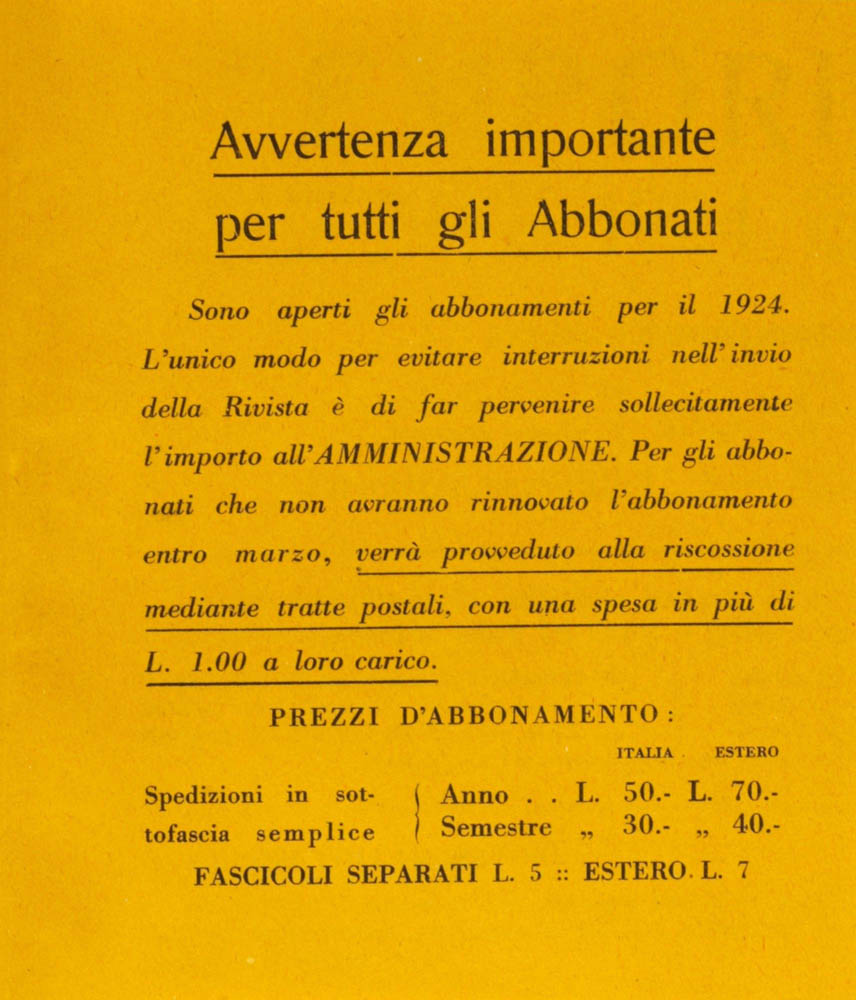 Avvertenza importante
per tutti gli Abbonati
Sono aperti gli abbonamenti per il 1924.
L'unico modo per evitare interruzioni nell'invio
della Rivista è di far pervenire sollecitamente
l'importo all'AMMINISTRAZIONE. Per gli abbo-
nati che non avranno rinnovato l'abbonamento
entro marzo, verrà provveduto alla riscossione
mediante tratte postali, con una spesa in più di
L. 1.00 a loro carico.
PREZZI D'ABBONAMENTO :
ITALIA ESTERO
Spedizioni in sot- { Anno . . L. 50.- L. 70.-
tofascia semplice Semestre „ 30.- „ 40.-
FASCICOLI SEPARATI L. 5 :: ESTERO. L. 7